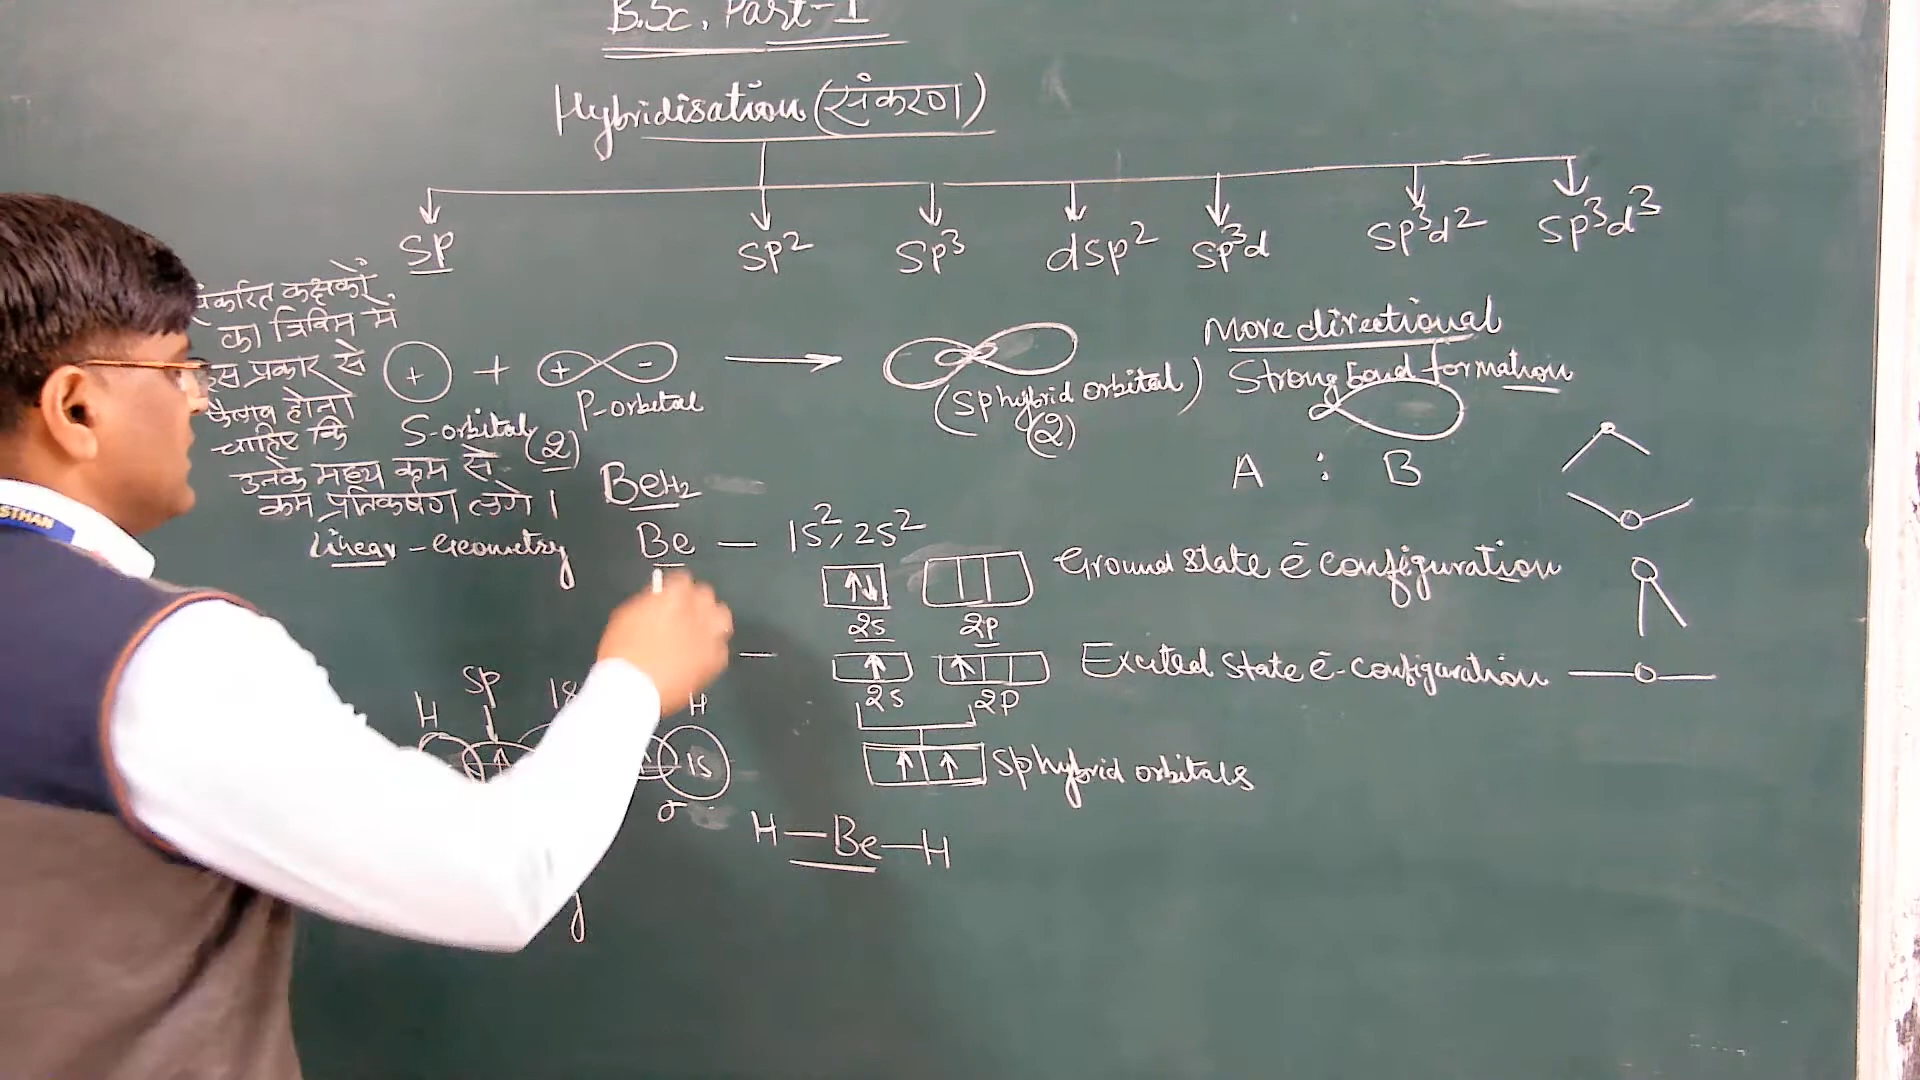 B.Sc. Part-I
Hybridisation (संकरण)
sp sp² sp³ dsp² sp³d sp³d² sp³d³
संकरित कक्षकों
का त्रिविम में
इस प्रकार से
फैलाव होना
चाहिए कि
उनके मध्य कम से
कम प्रतिकर्षण लगे।
Linear - Geometry
+ + + -
S-orbital P-orbital
(2)
(Sp hybrid orbital)
(2)
More directional
Strong bond formation
A : B
BeH₂
Be — 1S², 2S²
↑↓ Ground State ē configuration
2s 2p
— ↑ ↑ Excited State ē-configuration
2s 2p
↑ ↑ Sp hybrid orbitals
H Sp H
↑ 1S
σ
H—Be—H
STHAN